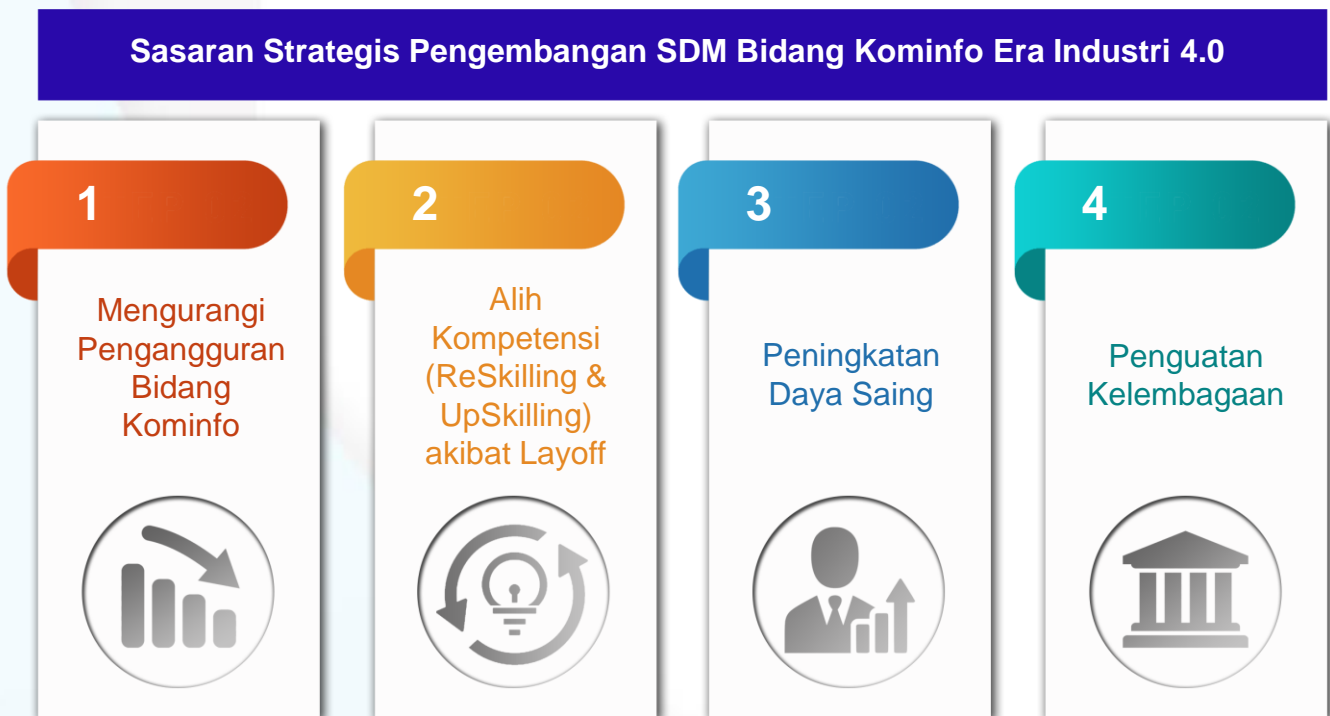 Sasaran Strategis Pengembangan SDM Bidang Kominfo Era Industri 4.0
1
Mengurangi
Pengangguran
Bidang
Kominfo
2
Alih
Kompetensi
(ReSkilling &
UpSkilling)
akibat Layoff
3
Peningkatan
Daya Saing
4
Penguatan
Kelembagaan